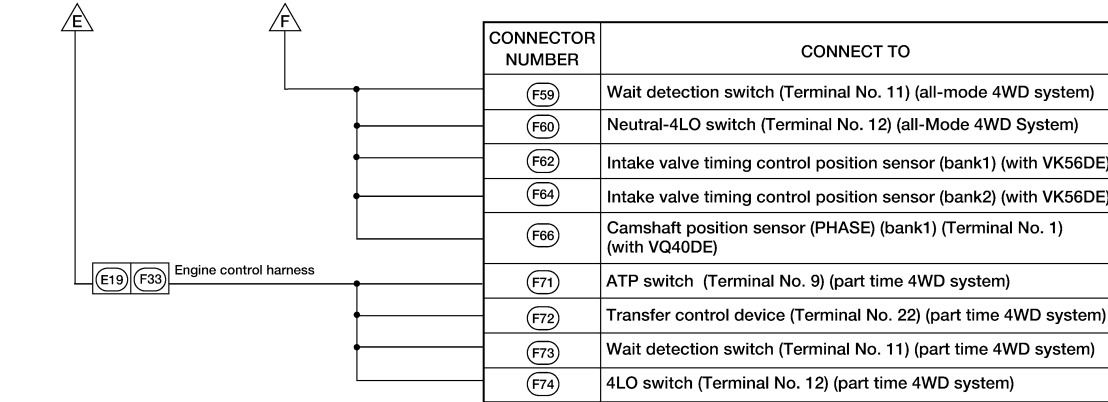 E
F
CONNECTOR NUMBER
CONNECT TO
F59 Wait detection switch (Terminal No. 11) (all-mode 4WD system)
F60 Neutral-4LO switch (Terminal No. 12) (all-Mode 4WD System)
F62 Intake valve timing control position sensor (bank1) (with VK56DE)
F64 Intake valve timing control position sensor (bank2) (with VK56DE)
F66 Camshaft position sensor (PHASE) (bank1) (Terminal No. 1)
(with VQ40DE)
E19 F33 Engine control harness
F71 ATP switch (Terminal No. 9) (part time 4WD system)
F72 Transfer control device (Terminal No. 22) (part time 4WD system)
F73 Wait detection switch (Terminal No. 11) (part time 4WD system)
F74 4LO switch (Terminal No. 12) (part time 4WD system)